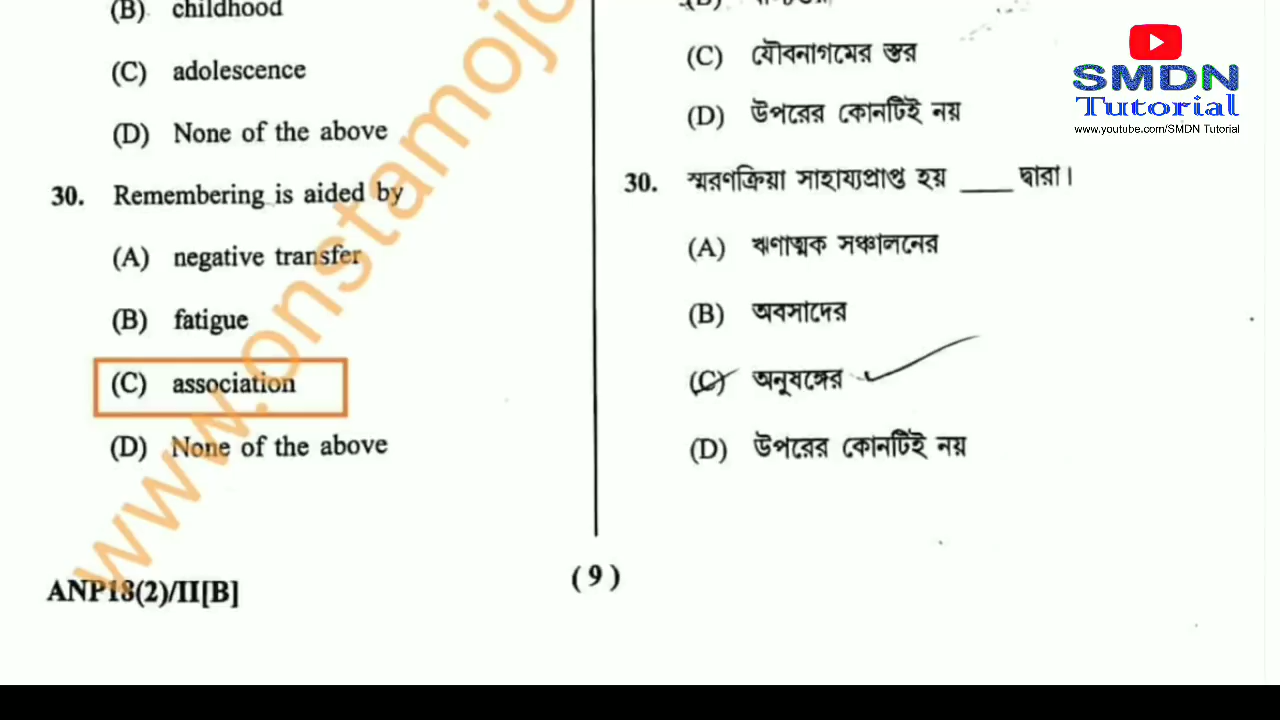 (B) childhood
(C) adolescence
(D) None of the above
30. Remembering is aided by
(A) negative transfer
(B) fatigue
(C) association
(D) None of the above
(C) যৌবনাগমের স্তর
(D) উপরের কোনটিই নয়
30. স্মরণক্রিয়া সাহায্যপ্রাপ্ত হয় ____ দ্বারা।
(A) ঋণাত্মক সঞ্চালনের
(B) অবসাদের
(C) অনুষঙ্গের
(D) উপরের কোনটিই নয়
ANP18(2)/II[B]
( 9 )
SMDN
Tutorial
www.youtube.com/SMDN Tutorial